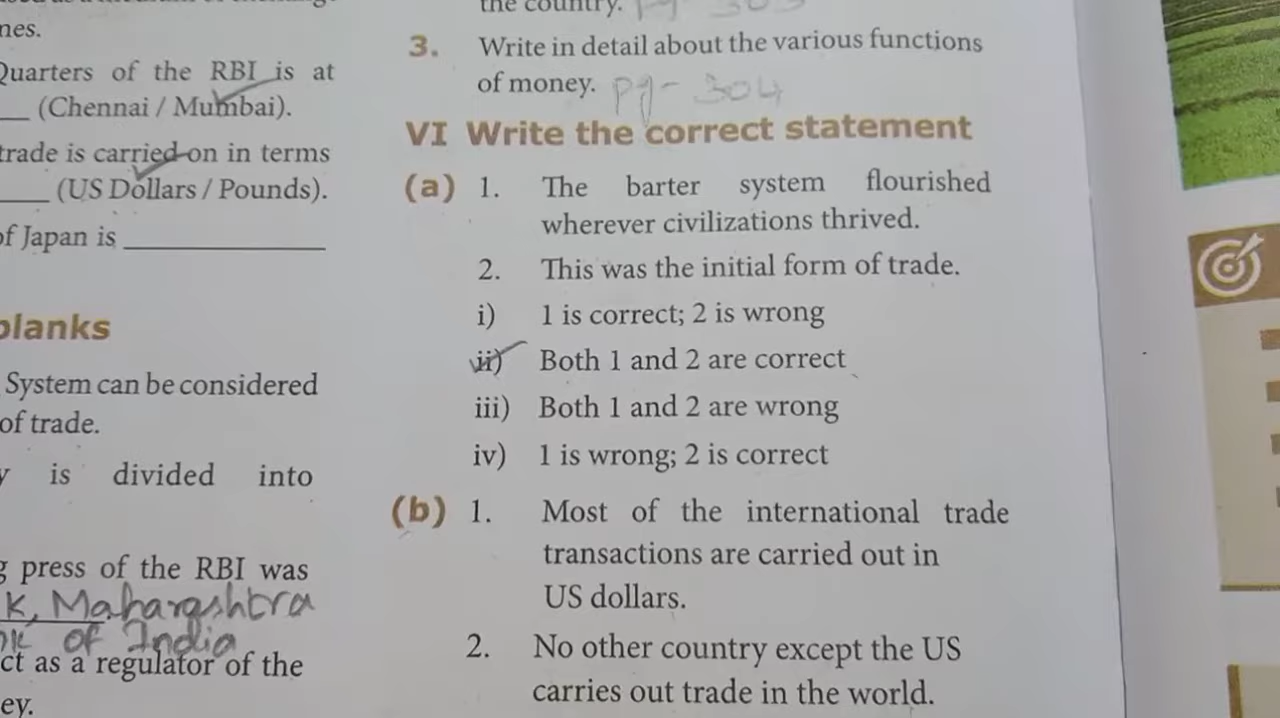 nes.
Quarters of the RBI is at
___ (Chennai / Mumbai).
trade is carried on in terms
___ (US Dollars / Pounds).
of Japan is ___
blanks
System can be considered
of trade.
is divided into
press of the RBI was
K, Maharashtra
of India
ct as a regulator of the
ey.
the country. pg - 303
3. Write in detail about the various functions
of money. pg - 304
VI Write the correct statement
(a) 1. The barter system flourished
wherever civilizations thrived.
2. This was the initial form of trade.
i) 1 is correct; 2 is wrong
ii) Both 1 and 2 are correct
iii) Both 1 and 2 are wrong
iv) 1 is wrong; 2 is correct
(b) 1. Most of the international trade
transactions are carried out in
US dollars.
2. No other country except the US
carries out trade in the world.